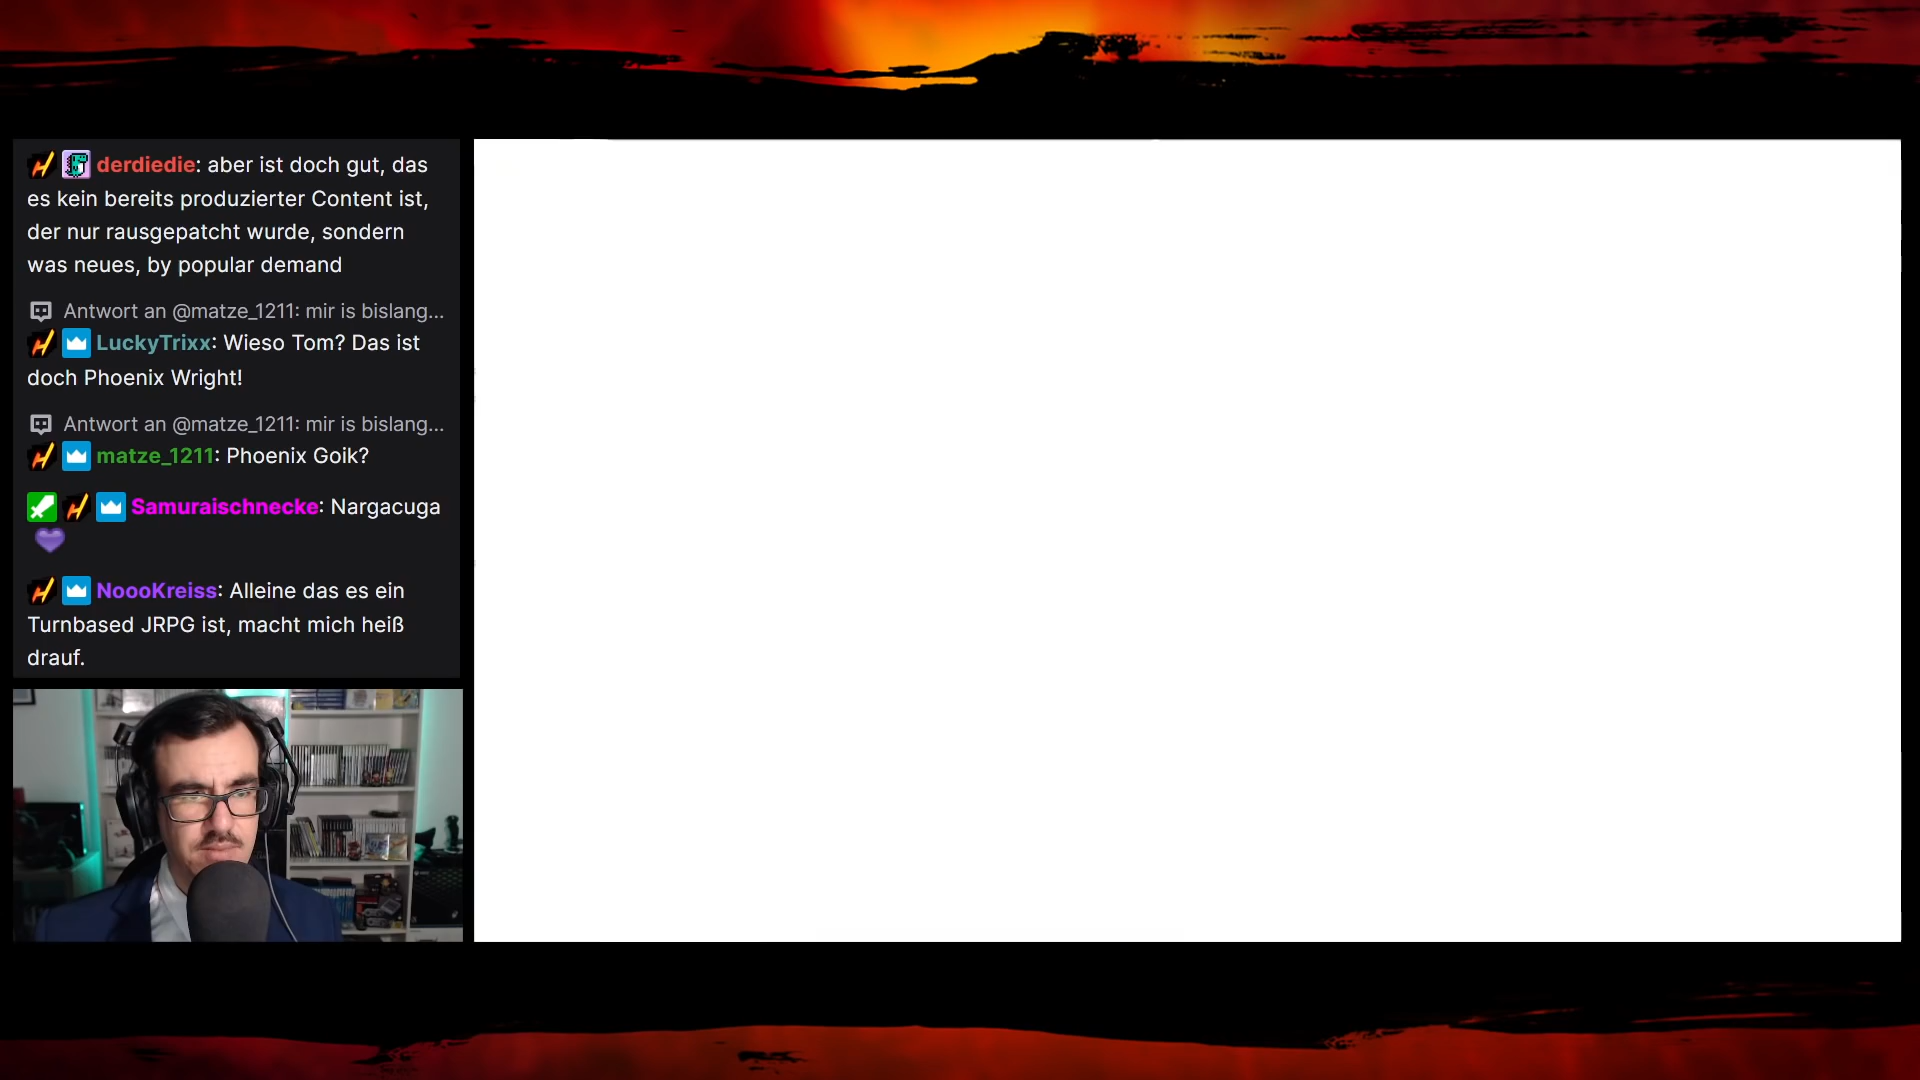 derdiedie: aber ist doch gut, das
es kein bereits produzierter Content ist,
der nur rausgepatcht wurde, sondern
was neues, by popular demand
Antwort an @matze_1211: mir is bislang...
LuckyTrixx: Wieso Tom? Das ist
doch Phoenix Wright!
Antwort an @matze_1211: mir is bislang...
matze_1211: Phoenix Goik?
Samuraischnecke: Nargacuga
NoooKreiss: Alleine das es ein
Turnbased JRPG ist, macht mich heiß
drauf.